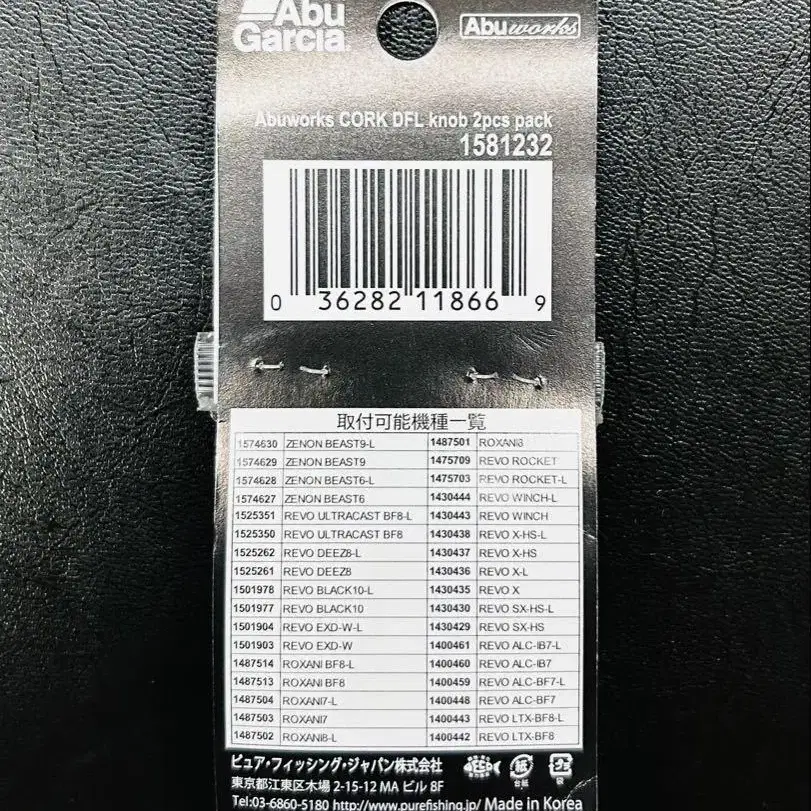 Abu Garcia
Abuworks
Abuworks CORK DFL knob 2pcs pack
1581232
0 36282 11866 9
取付可能機種一覧
1574630 ZENON BEAST9-L 1487501 ROXANI8
1574629 ZENON BEAST9 1475709 REVO ROCKET
1574628 ZENON BEAST6-L 1475703 REVO ROCKET-L
1574627 ZENON BEAST6 1430444 REVO WINCH-L
1525351 REVO ULTRACAST BF8-L 1430443 REVO WINCH
1525350 REVO ULTRACAST BF8 1430438 REVO X-HS-L
1525262 REVO DEEZ8-L 1430437 REVO X-HS
1525261 REVO DEEZ8 1430436 REVO X-L
1501978 REVO BLACK10-L 1430435 REVO X
1501977 REVO BLACK10 1430430 REVO SX-HS-L
1501904 REVO EXD-W-L 1430429 REVO SX-HS
1501903 REVO EXD-W 1400461 REVO ALC-IB7-L
1487514 ROXANI BF8-L 1400460 REVO ALC-IB7
1487513 ROXANI BF8 1400459 REVO ALC-BF7-L
1487504 ROXANI7-L 1400448 REVO ALC-BF7
1487503 ROXANI7 1400443 REVO LTX-BF8-L
1487502 ROXANI8-L 1400442 REVO LTX-BF8
ピュア・フィッシング・ジャパン株式会社
東京都江東区木場 2-15-12 MA ビル 8F
紙 台紙 プラ 袋
Tel:03-6860-5180 http://www.purefishing.jp/ Made in Korea